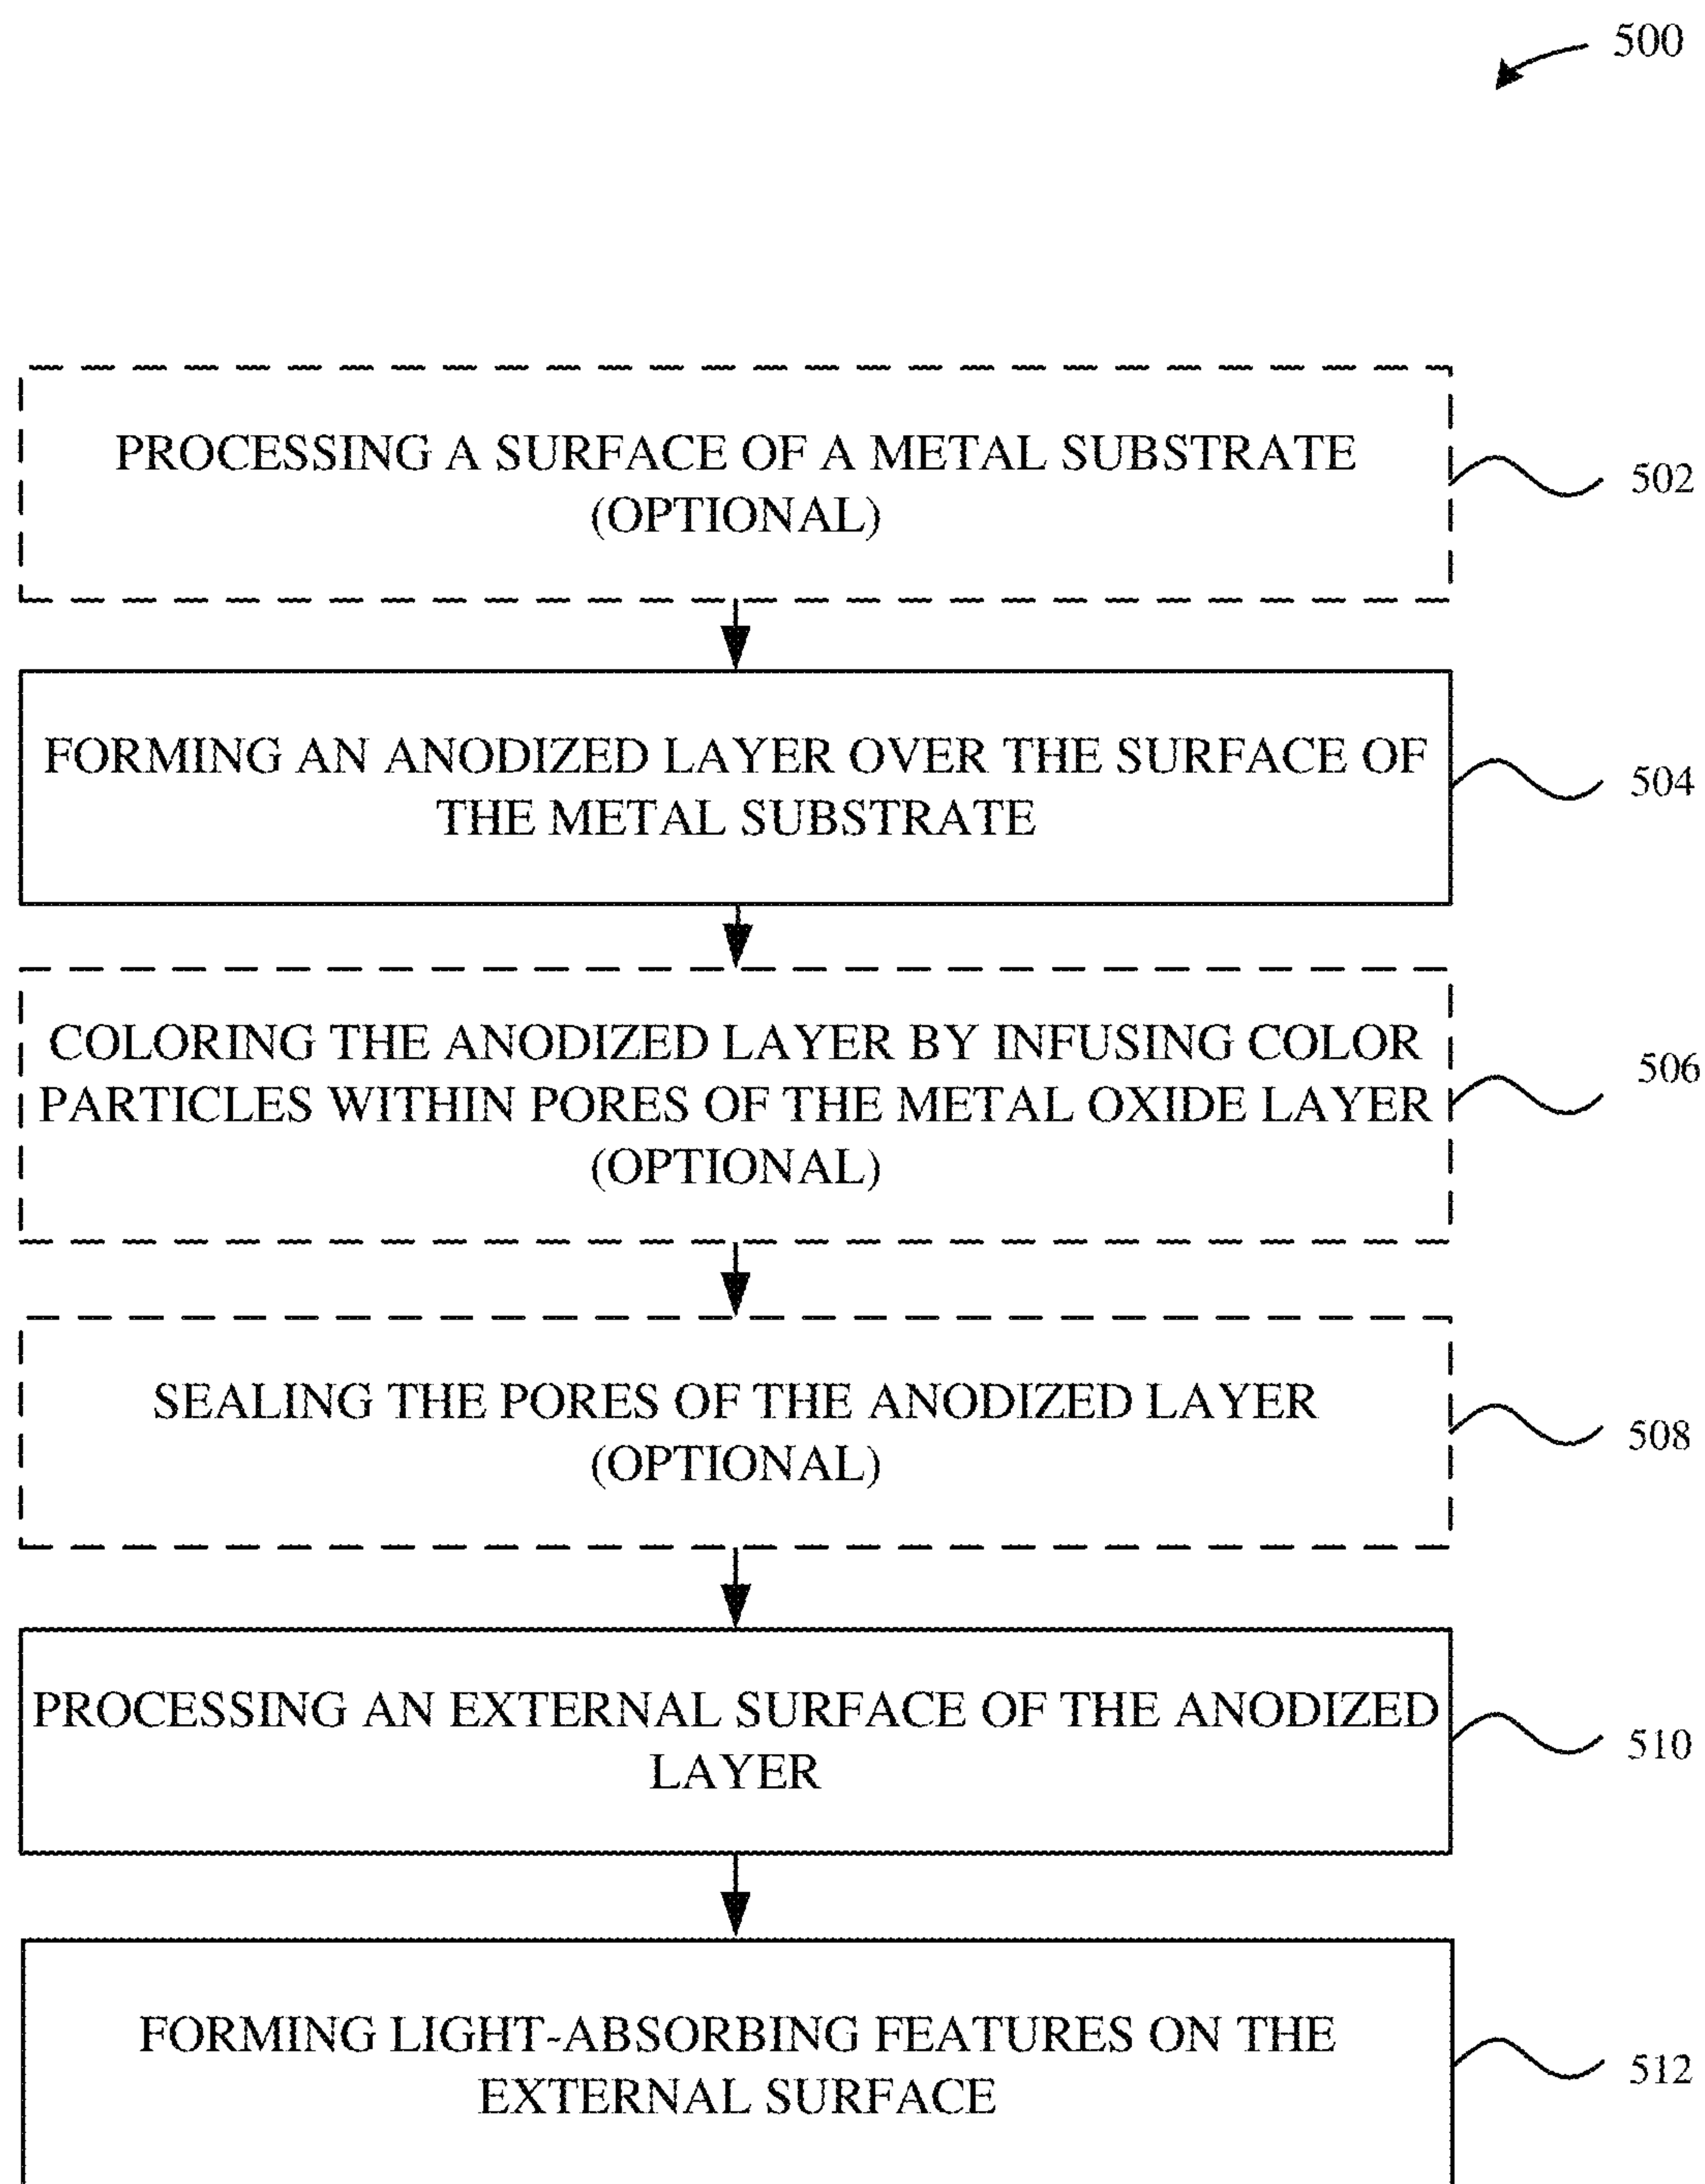 500
PROCESSING A SURFACE OF A METAL SUBSTRATE
(OPTIONAL)
502
FORMING AN ANODIZED LAYER OVER THE SURFACE OF
THE METAL SUBSTRATE
504
COLORING THE ANODIZED LAYER BY INFUSING COLOR
PARTICLES WITHIN PORES OF THE METAL OXIDE LAYER
(OPTIONAL)
506
SEALING THE PORES OF THE ANODIZED LAYER
(OPTIONAL)
508
PROCESSING AN EXTERNAL SURFACE OF THE ANODIZED
LAYER
510
FORMING LIGHT-ABSORBING FEATURES ON THE
EXTERNAL SURFACE
512